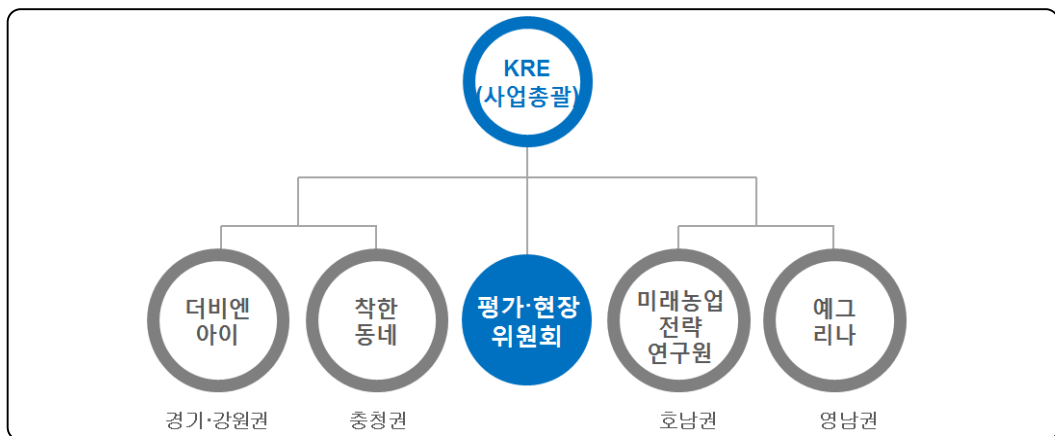 KRE
(사업총괄)
더비엔
아이
착한
동네
평가·현장
위원회
미래농업
전략
연구원
예그
리나
경기·강원권
충청권
호남권
영남권